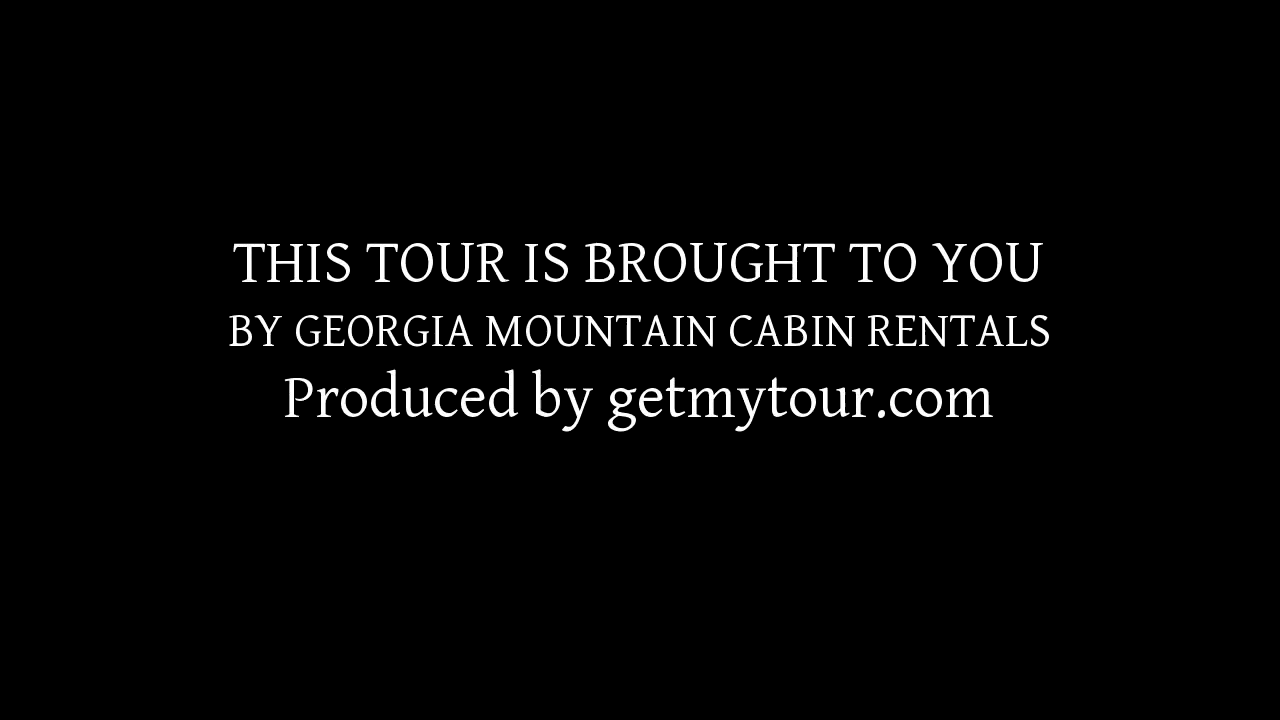 THIS TOUR IS BROUGHT TO YOU
BY GEORGIA MOUNTAIN CABIN RENTALS
Produced by getmytour.com